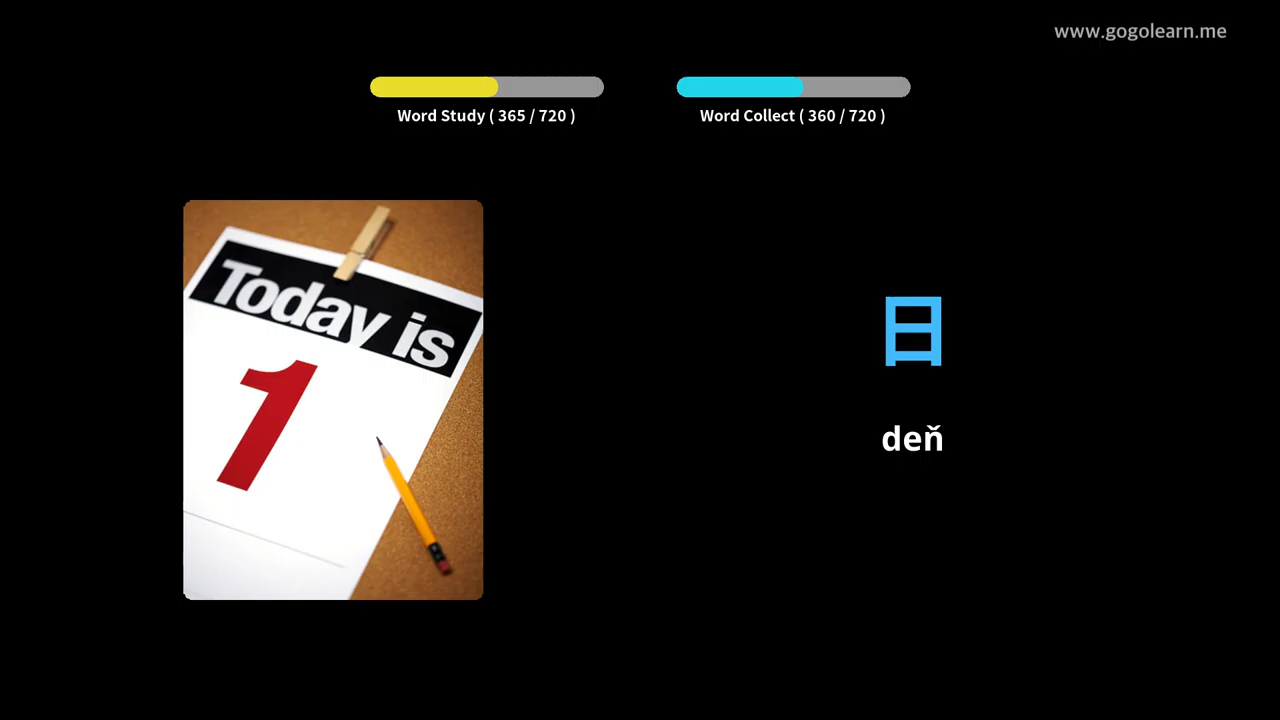 www.gogolearn.me
Word Study ( 365 / 720 )
Word Collect ( 360 / 720 )
Today is
1
日
deň